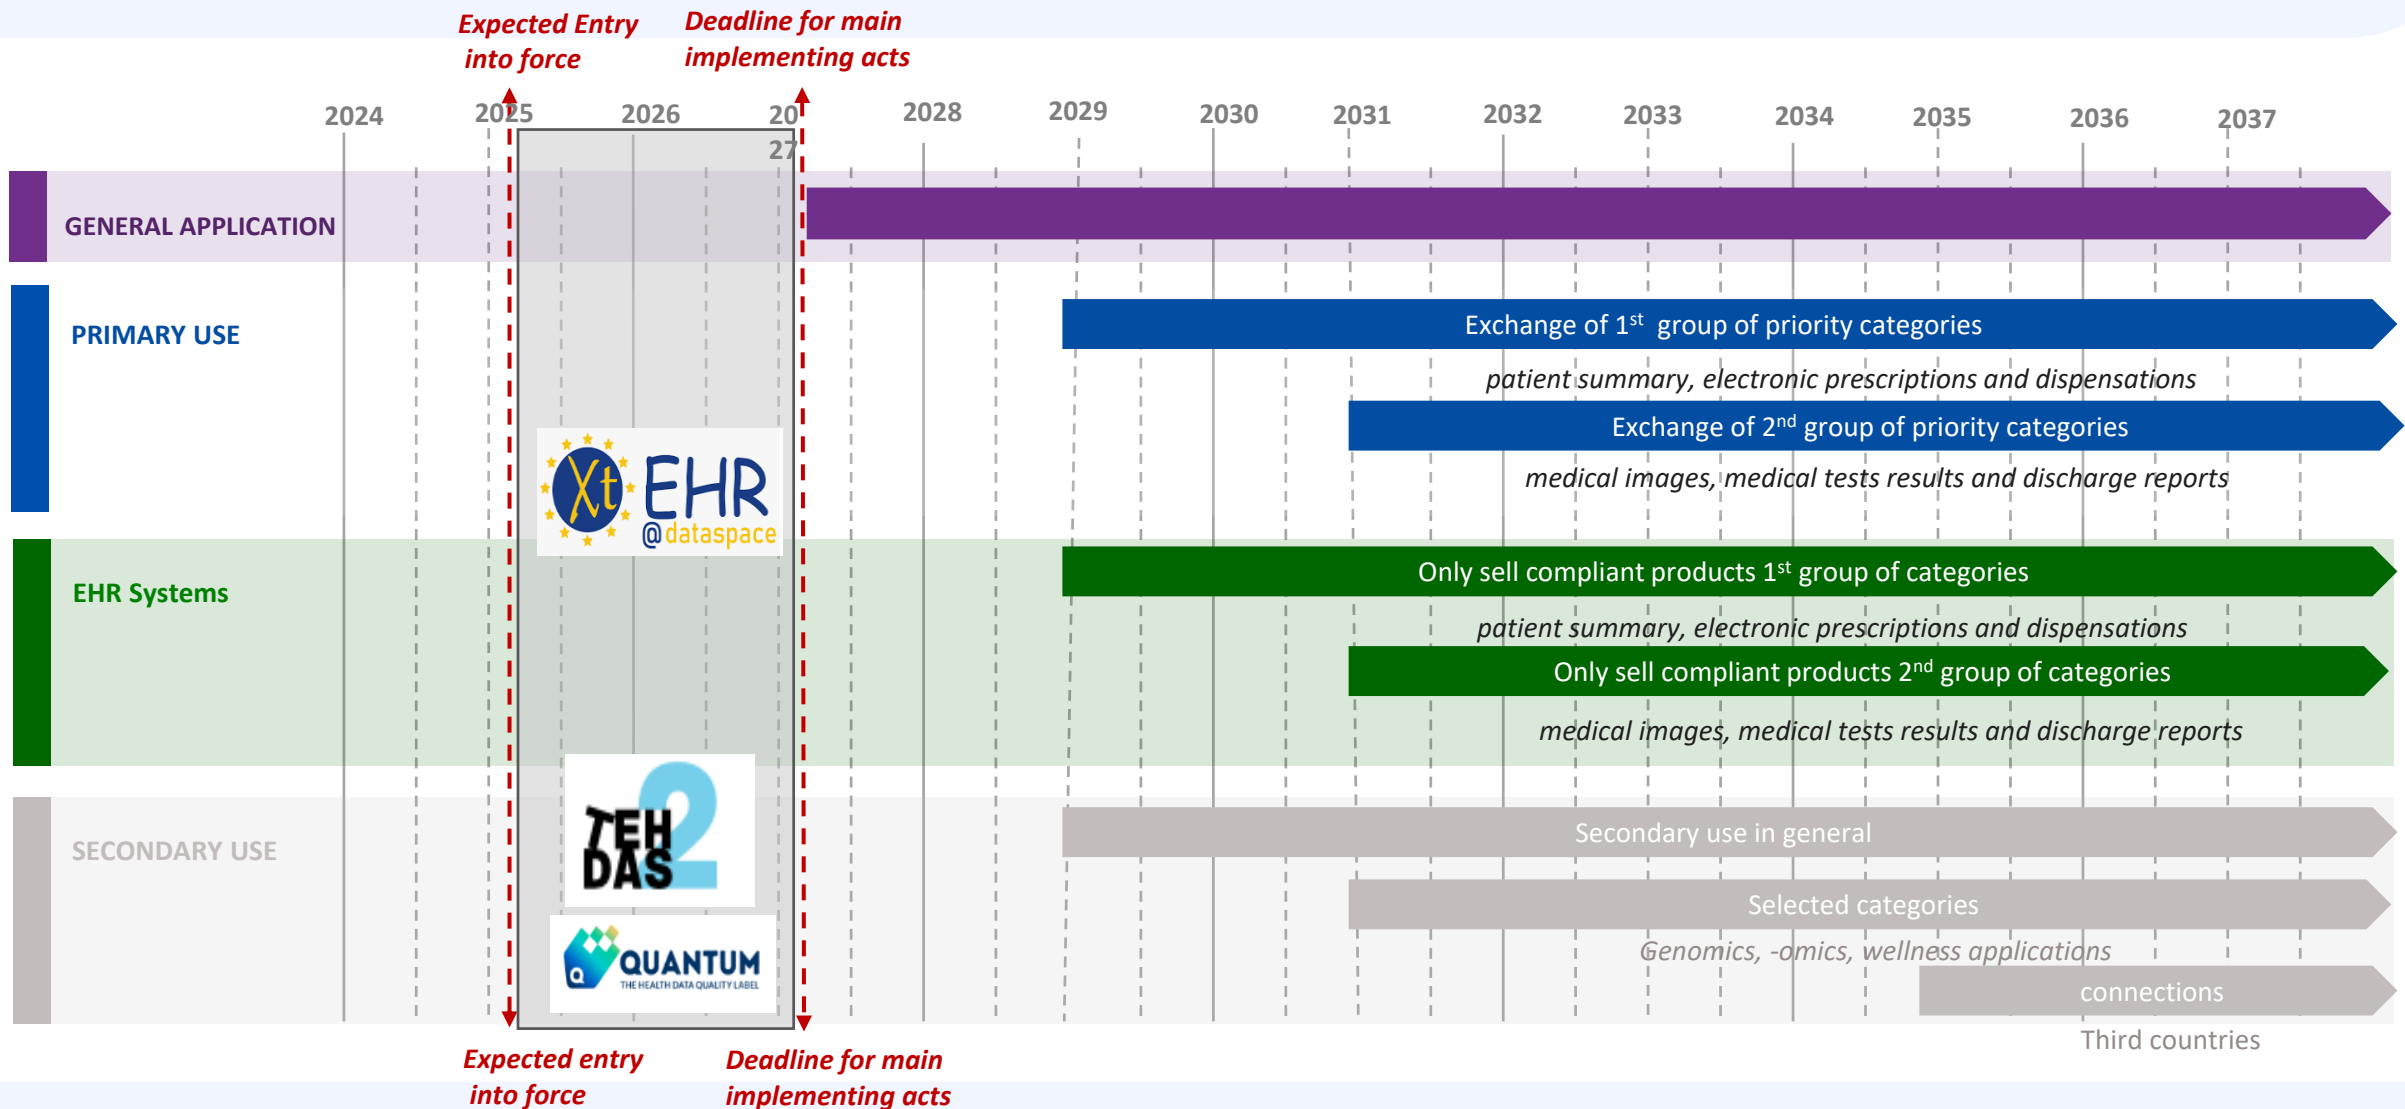 Expected Entry
into force
Deadline for main
implementing acts
2024
2025
2026
20
27
2028
2029
2030
2031
2032
2033
2034
2035
2036
2037
GENERAL APPLICATION
PRIMARY USE
Exchange of 1st group of priority categories
patient summary, electronic prescriptions and dispensations
Exchange of 2nd group of priority categories
medical images, medical tests results and discharge reports
Xt EHR
@dataspace
EHR Systems
Only sell compliant products 1st group of categories
patient summary, electronic prescriptions and dispensations
Only sell compliant products 2nd group of categories
medical images, medical tests results and discharge reports
TEH
DAS
2
SECONDARY USE
Secondary use in general
Selected categories
Genomics, -omics, wellness applications
Q
QUANTUM
THE HEALTH DATA QUALITY LABEL
connections
Third countries
Expected entry
into force
Deadline for main
implementing acts